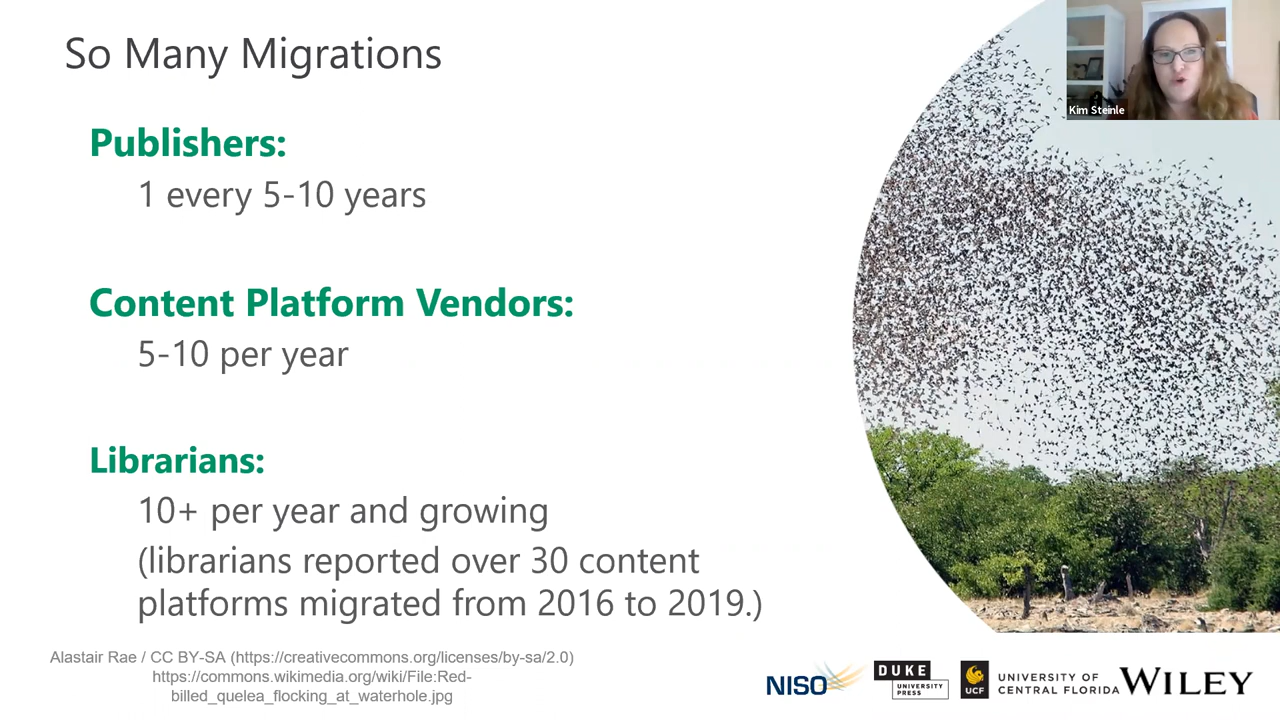 So Many Migrations
Kim Steinle
Publishers:
1 every 5-10 years
Content Platform Vendors:
5-10 per year
Librarians:
10+ per year and growing
(librarians reported over 30 content
platforms migrated from 2016 to 2019.)
Alastair Rae / CC BY-SA (https://creativecommons.org/licenses/by-sa/2.0)
https://commons.wikimedia.org/wiki/File:Red-
billed_quelea_flocking_at_waterhole.jpg
NISO
DUKE
UNIVERSITY
PRESS
UCF
UNIVERSITY OF
CENTRAL FLORIDA
WILEY